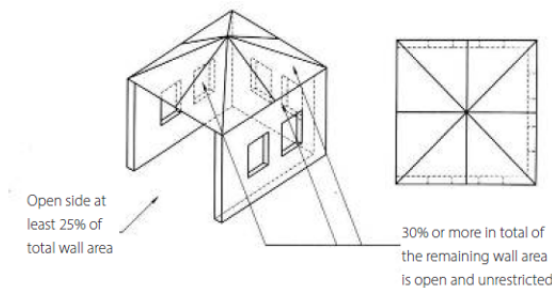 Open side at
least 25% of
total wall area
30% or more in total of
the remaining wall area
is open and unrestricted